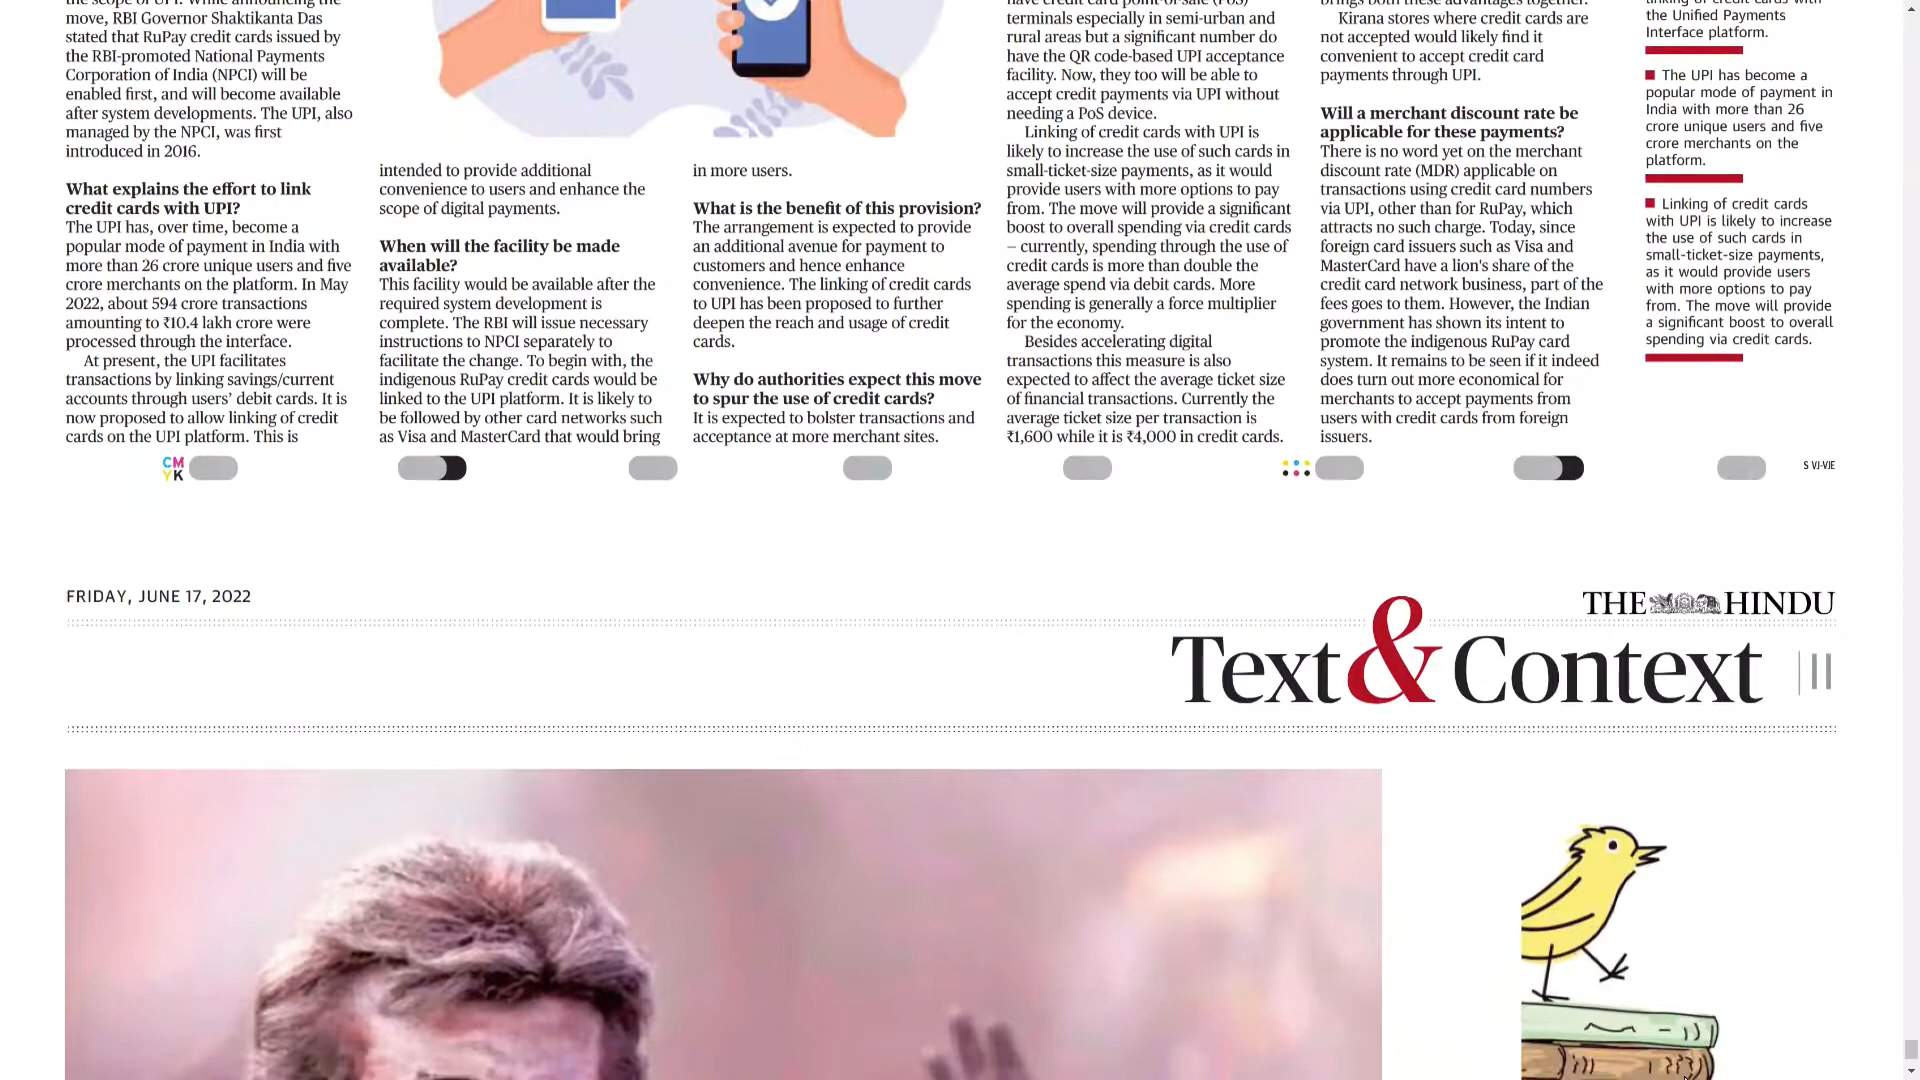 the scope of UPI. While announcing the
move, RBI Governor Shaktikanta Das
stated that RuPay credit cards issued by
the RBI-promoted National Payments
Corporation of India (NPCI) will be
enabled first, and will become available
after system developments. The UPI, also
managed by the NPCI, was first
introduced in 2016.
What explains the effort to link
credit cards with UPI?
The UPI has, over time, become a
popular mode of payment in India with
more than 26 crore unique users and five
crore merchants on the platform. In May
2022, about 594 crore transactions
amounting to ₹10.4 lakh crore were
processed through the interface.
At present, the UPI facilitates
transactions by linking savings/current
accounts through users’ debit cards. It is
now proposed to allow linking of credit
cards on the UPI platform. This is
intended to provide additional
convenience to users and enhance the
scope of digital payments.
When will the facility be made
available?
This facility would be available after the
required system development is
complete. The RBI will issue necessary
instructions to NPCI separately to
facilitate the change. To begin with, the
indigenous RuPay credit cards would be
linked to the UPI platform. It is likely to
be followed by other card networks such
as Visa and MasterCard that would bring
in more users.
What is the benefit of this provision?
The arrangement is expected to provide
an additional avenue for payment to
customers and hence enhance
convenience. The linking of credit cards
to UPI has been proposed to further
deepen the reach and usage of credit
cards.
Why do authorities expect this move
to spur the use of credit cards?
It is expected to bolster transactions and
acceptance at more merchant sites.
have credit card point-of-sale (PoS)
terminals especially in semi-urban and
rural areas but a significant number do
have the QR code-based UPI acceptance
facility. Now, they too will be able to
accept credit payments via UPI without
needing a PoS device.
Linking of credit cards with UPI is
likely to increase the use of such cards in
small-ticket-size payments, as it would
provide users with more options to pay
from. The move will provide a significant
boost to overall spending via credit cards
– currently, spending through the use of
credit cards is more than double the
average spend via debit cards. More
spending is generally a force multiplier
for the economy.
Besides accelerating digital
transactions this measure is also
expected to affect the average ticket size
of financial transactions. Currently the
average ticket size per transaction is
₹1,600 while it is ₹4,000 in credit cards.
brings both these advantages together.
Kirana stores where credit cards are
not accepted would likely find it
convenient to accept credit card
payments through UPI.
Will a merchant discount rate be
applicable for these payments?
There is no word yet on the merchant
discount rate (MDR) applicable on
transactions using credit card numbers
via UPI, other than for RuPay, which
attracts no such charge. Today, since
foreign card issuers such as Visa and
MasterCard have a lion's share of the
credit card network business, part of the
fees goes to them. However, the Indian
government has shown its intent to
promote the indigenous RuPay card
system. It remains to be seen if it indeed
does turn out more economical for
merchants to accept payments from
users with credit cards from foreign
issuers.
linking of credit cards with
the Unified Payments
Interface platform.
The UPI has become a
popular mode of payment in
India with more than 26
crore unique users and five
crore merchants on the
platform.
Linking of credit cards
with UPI is likely to increase
the use of such cards in
small-ticket-size payments,
as it would provide users
with more options to pay
from. The move will provide
a significant boost to overall
spending via credit cards.
CM
YK
S VJ-VJE
FRIDAY, JUNE 17, 2022
THE HINDU
Text&Context